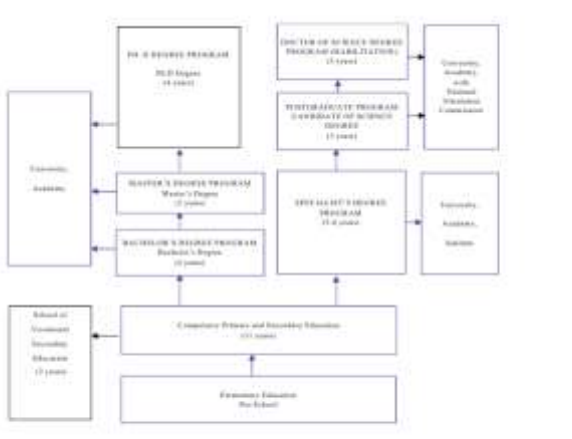 PH. D DEGREE PROGRAM
Ph.D Degree
(4 years)
DOCTOR OF SCIENCE DEGREE
PROGRAM (HABILITATION)
(3 years)
University,
Academy,
with
National
Attestation
Commission
POSTGRADUATE PROGRAM
CANDIDATE OF SCIENCE
DEGREE
(3 years)
University,
Academy
MASTER'S DEGREE PROGRAM
Master's Degree
(2 years)
SPECIALIST'S DEGREE
PROGRAM
University,
Academy,
Institute
BACHELOR'S DEGREE PROGRAM
Bachelor's Degree
(4 years)
School of
Vocational
Secondary
Education
(3 years)
Compulsory Primary and Secondary Education
(11 years)
Elementary Education
Pre-School